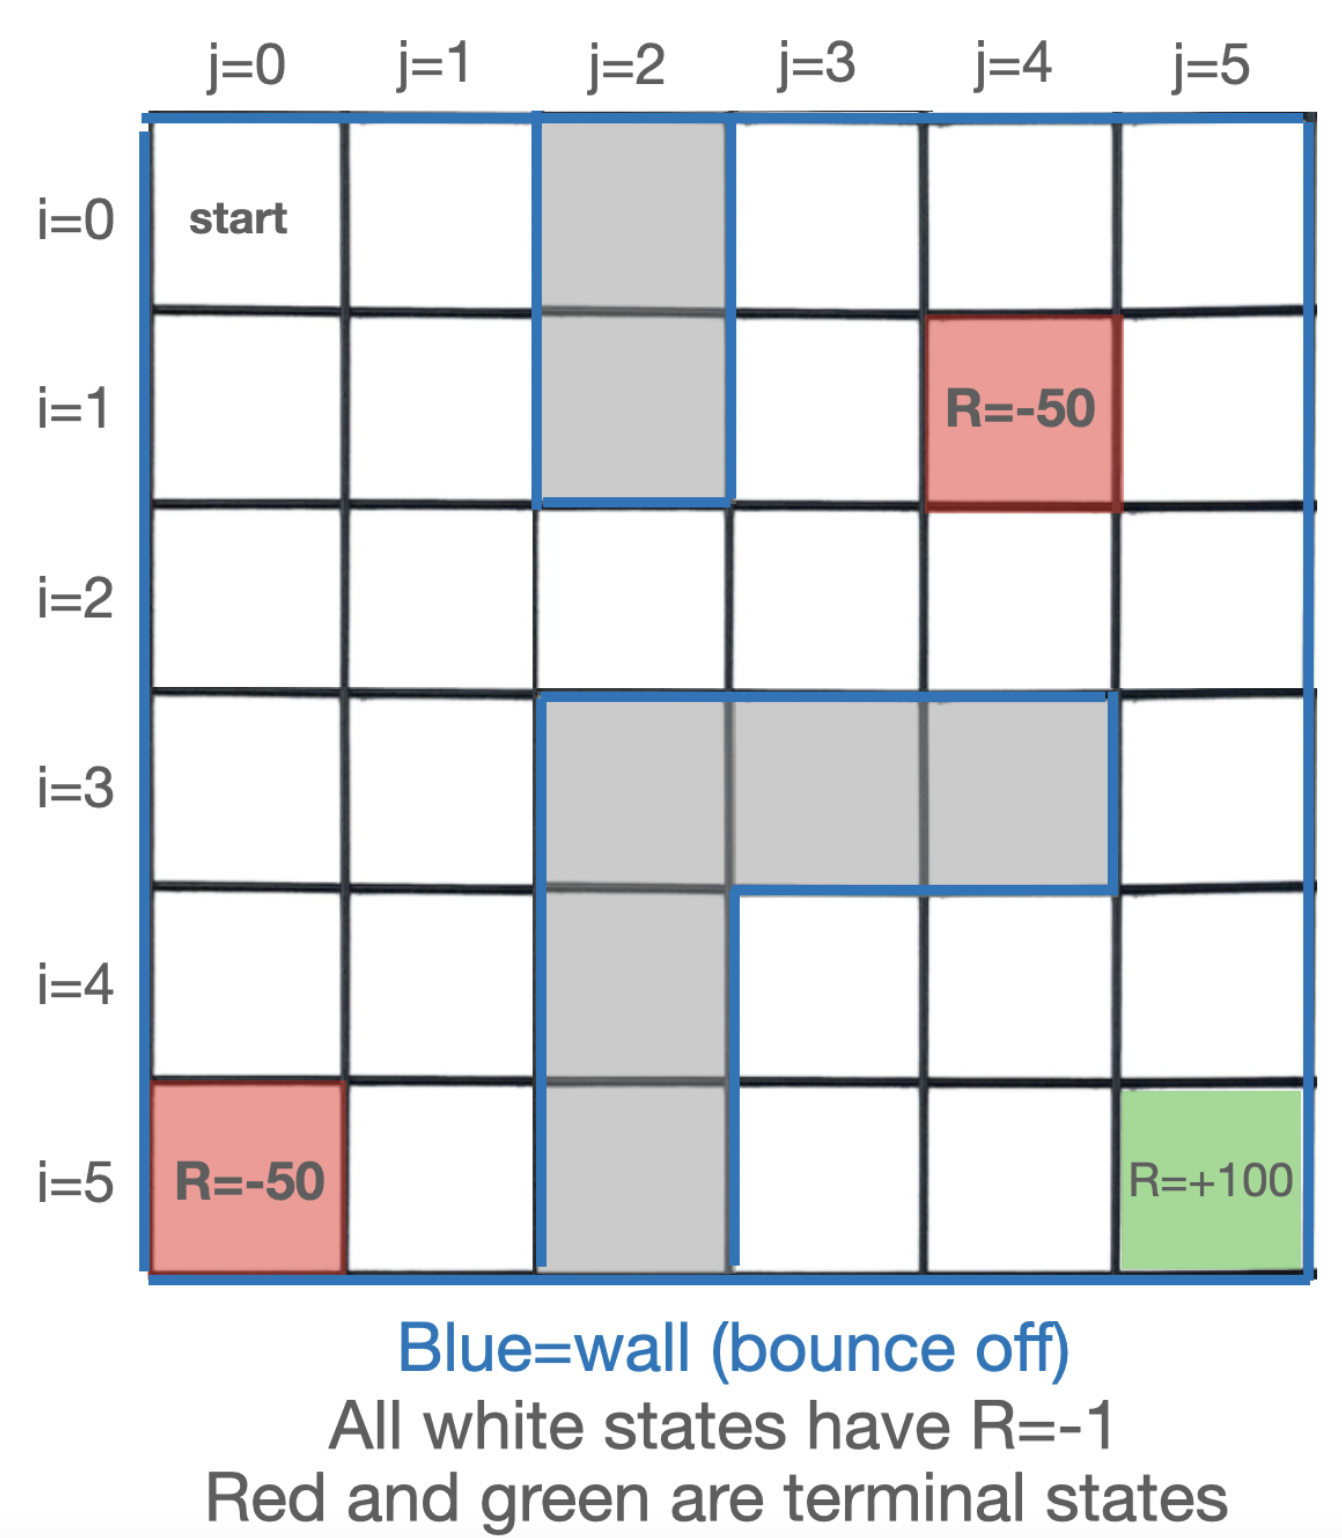 j=0 j=1 j=2 j=3 j=4 j=5
i=0 start
i=1 R=-50
i=2
i=3
i=4
i=5 R=-50 R=+100
Blue=wall (bounce off)
All white states have R=-1
Red and green are terminal states